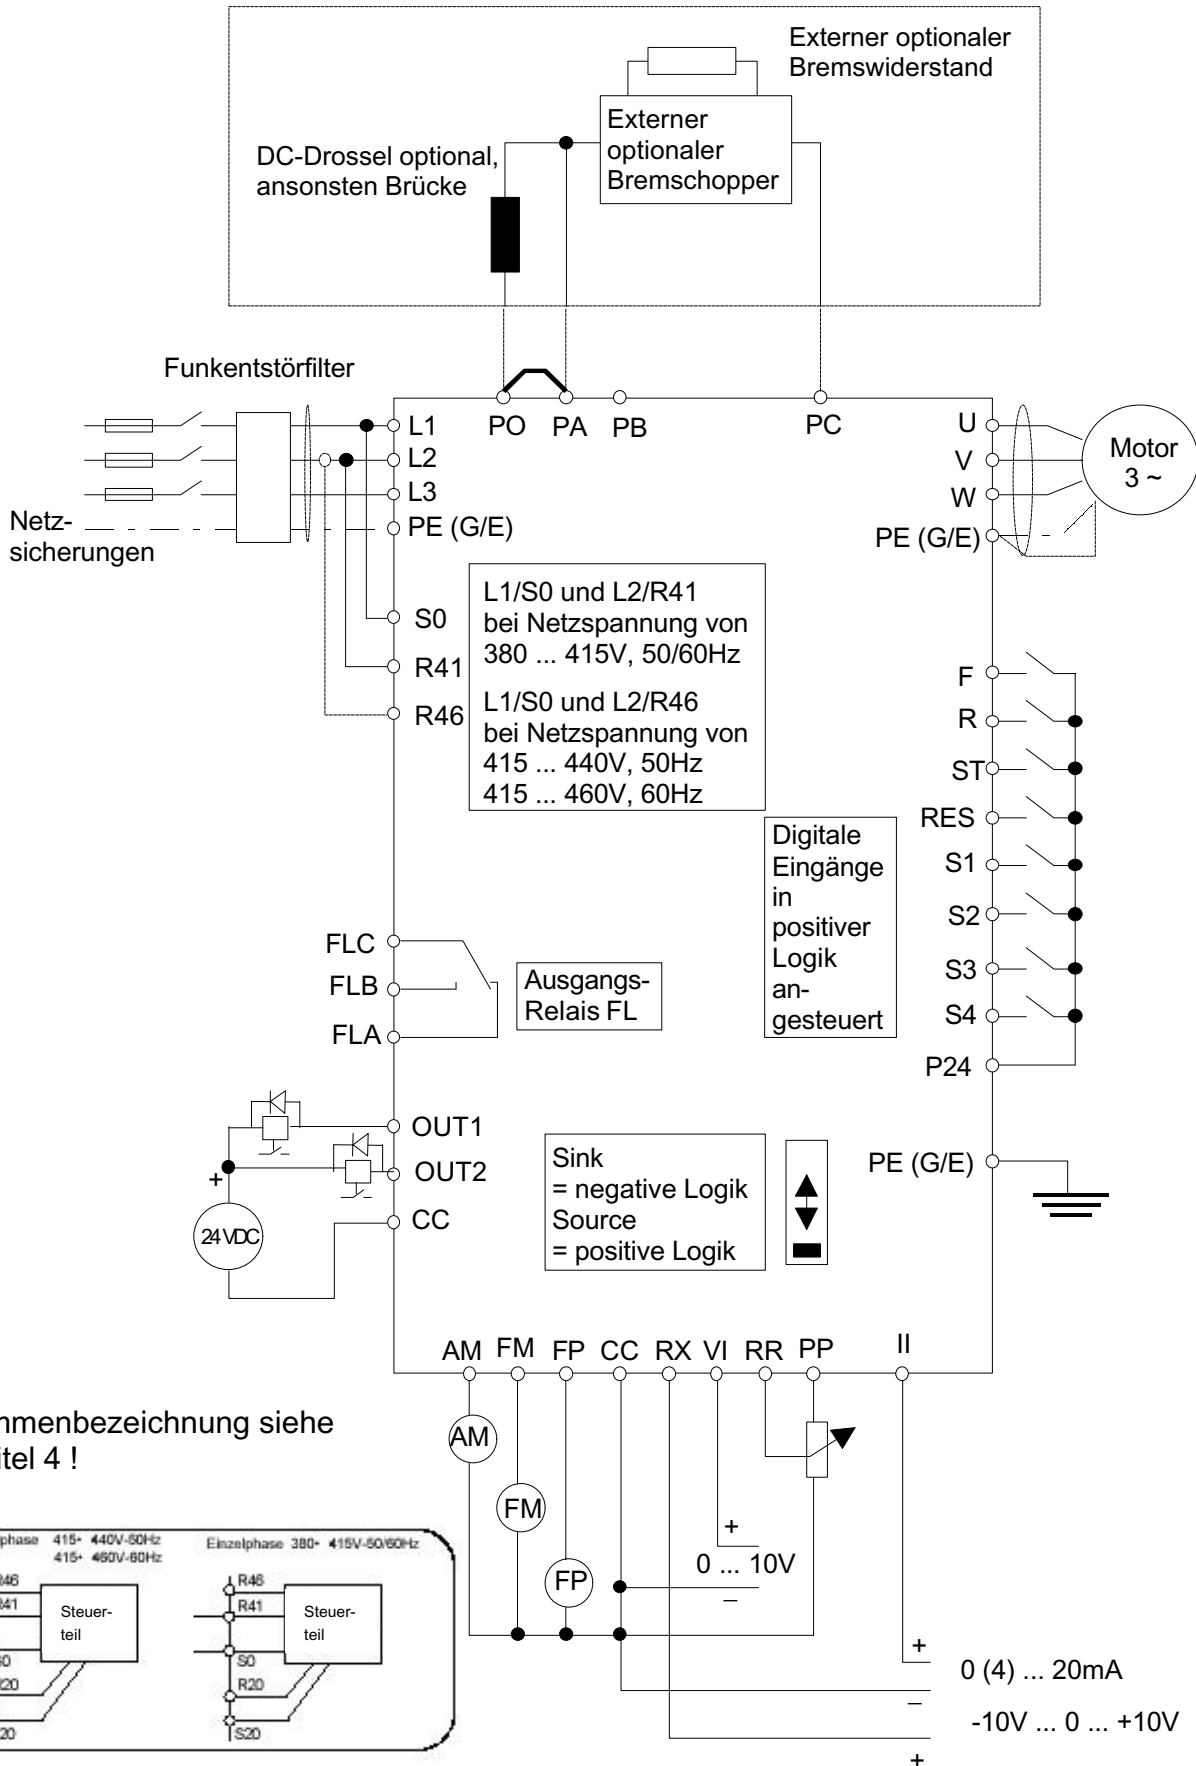 Externer optionaler
Bremswiderstand
Externer
optionaler
Bremschopper
DC-Drossel optional,
ansonsten Brücke
Funkentstörfilter
Netz-
sicherungen
L1
L2
L3
PE (G/E)
S0
R41
R46
PO PA PB PC
U
V
W
PE (G/E)
Motor
3 ~
L1/S0 und L2/R41
bei Netzspannung von
380 ... 415V, 50/60Hz
L1/S0 und L2/R46
bei Netzspannung von
415 ... 440V, 50Hz
415 ... 460V, 60Hz
F
R
ST
RES
S1
S2
S3
S4
P24
PE (G/E)
Digitale
Eingänge
in
positiver
Logik
an-
gesteuert
FLC
FLB
FLA
Ausgangs-
Relais FL
OUT1
OUT2
CC
+
24VDC
Sink
= negative Logik
Source
= positive Logik
AM FM FP CC RX VI RR PP II
AM
FM
FP
+
0 ... 10V
–
+
0 (4) ... 20mA
–
-10V ... 0 ... +10V
+
mmenbezeichnung siehe
itel 4 !
phase 415- 440V-50Hz
415- 460V-60Hz
R46
R41
S0
R20
S20
Steuer-
teil
Einzelphase 380- 415V-50/60Hz
R46
R41
S0
R20
S20
Steuer-
teil